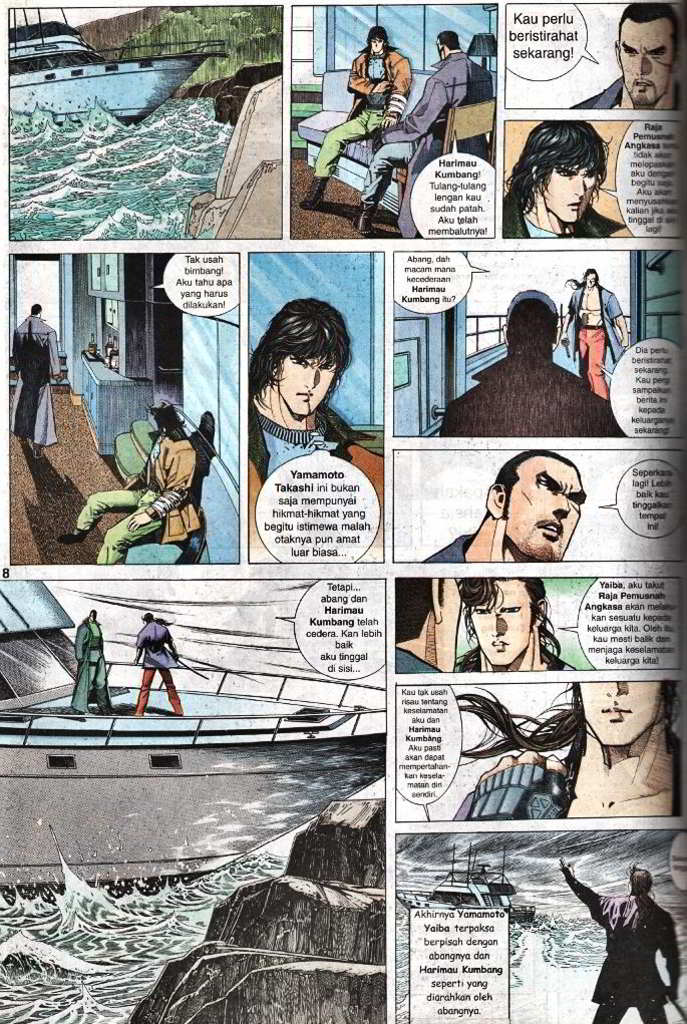 Harimau
Kumbang!
Tulang-tulang
lengan kau
sudah patah.
Aku telah
membalutnya!
Kau perlu
beristirahat
sekarang!
Raja
Pemusnah
Angkasa
tidak akan
melepaskan
aku dengan
begitu saja.
Aku akan
menyusahkan
kalian jika aku
tinggal di sini
lagi!
Tak usah
bimbang!
Aku tahu apa
yang harus
dilakukan!
Yamamoto
Takashi ini bukan
saja mempunyai
hikmat-hikmat yang
begitu istimewa malah
otaknya pun amat
luar biasa...
Abang, dah
macam mana
kecederaan
Harimau
Kumbang itu?
Dia perlu
beristirahat
sekarang.
Kau pergi
sampaikan
berita ini
kepada
keluarganya
sekarang!
Seperkara
lagi! Lebih
baik kau
tinggalkan
tempat
ini!
8
Tetapi...
abang dan
Harimau
Kumbang telah
cedera. Kan lebih
baik
aku tinggal
di sisi...
Yaiba, aku takut
Raja Pemusnah
Angkasa akan melaku-
kan sesuatu kepada
keluarga kita. Oleh itu
kau mesti balik dan
menjaga keselamatan
keluarga kita!
Kau tak usah
risau tentang
keselamatan
aku dan
Harimau
Kumbang.
Aku pasti
akan dapat
mempertahan-
kan kesela-
matan diri
sendiri.
Akhirnya Yamamoto
Yaiba terpaksa
berpisah dengan
abangnya dan
Harimau Kumbang
seperti yang
diarahkan oleh
abangnya.